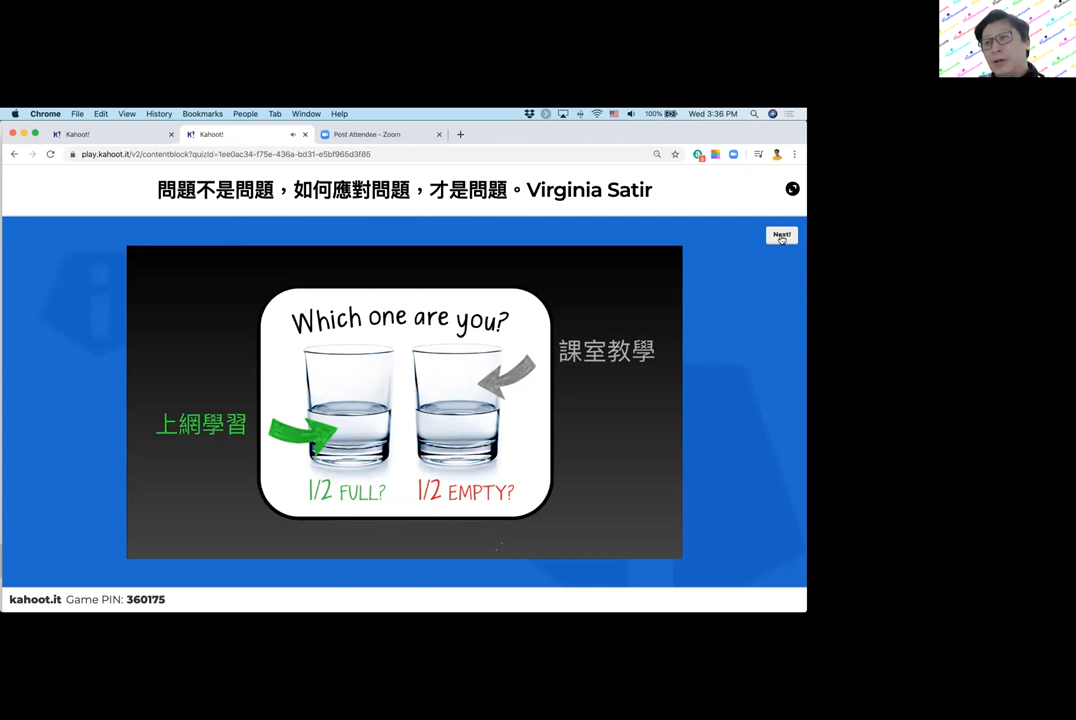 Chrome File Edit View History Bookmarks People Tab Window Help 100% Wed 3:36 PM
Kahoot! Kahoot! Post Attendee - Zoom
play.kahoot.it/v2/contentblock?quizId=1ee0ac34-f75e-436a-bd31-e5bf965d3f85
問題不是問題，如何應對問題，才是問題。Virginia Satir
Next!
Which one are you?
課室教學
上網學習
1/2 FULL? 1/2 EMPTY?
kahoot.it Game PIN: 360175